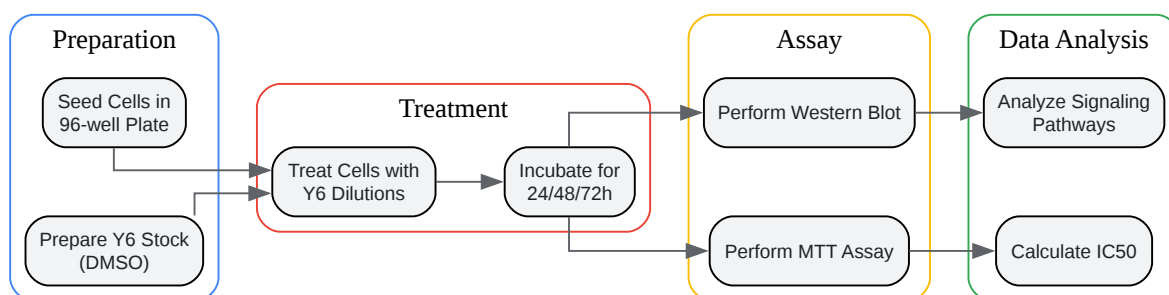 Preparation
Seed Cells in
96-well Plate
Prepare Y6 Stock
(DMSO)
Treatment
Treat Cells with
Y6 Dilutions
Incubate for
24/48/72h
Assay
Perform Western Blot
Perform MTT Assay
Data Analysis
Analyze Signaling
Pathways
Calculate IC50